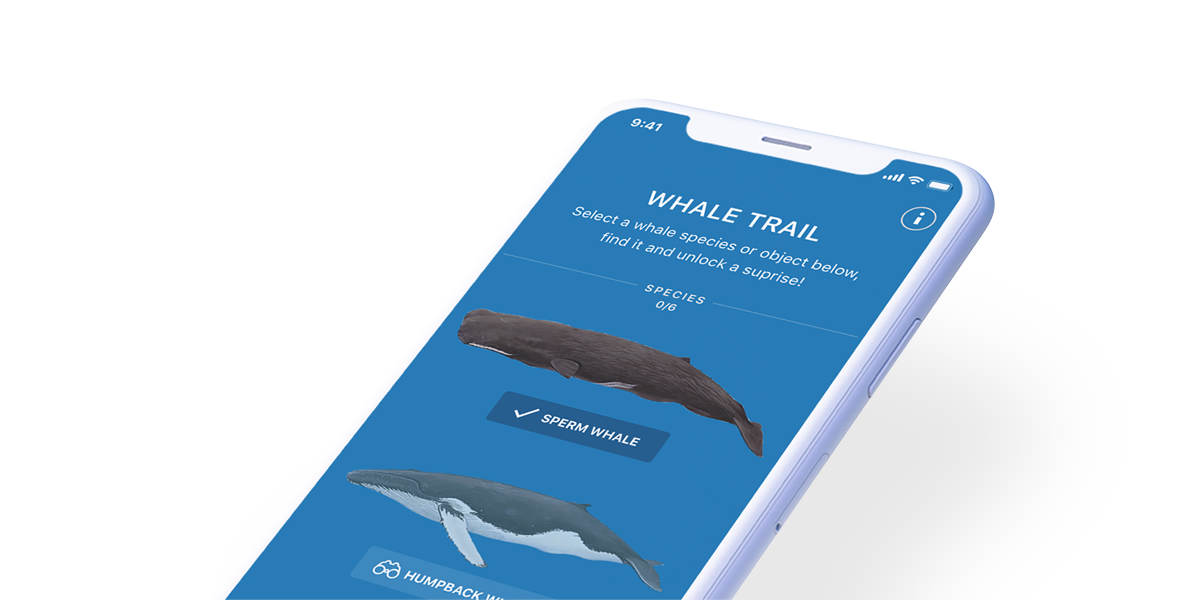 9:41
WHALE TRAIL
Select a whale species or object below,
find it and unlock a suprise!
SPECIES
0/6
SPERM WHALE
HUMPBACK